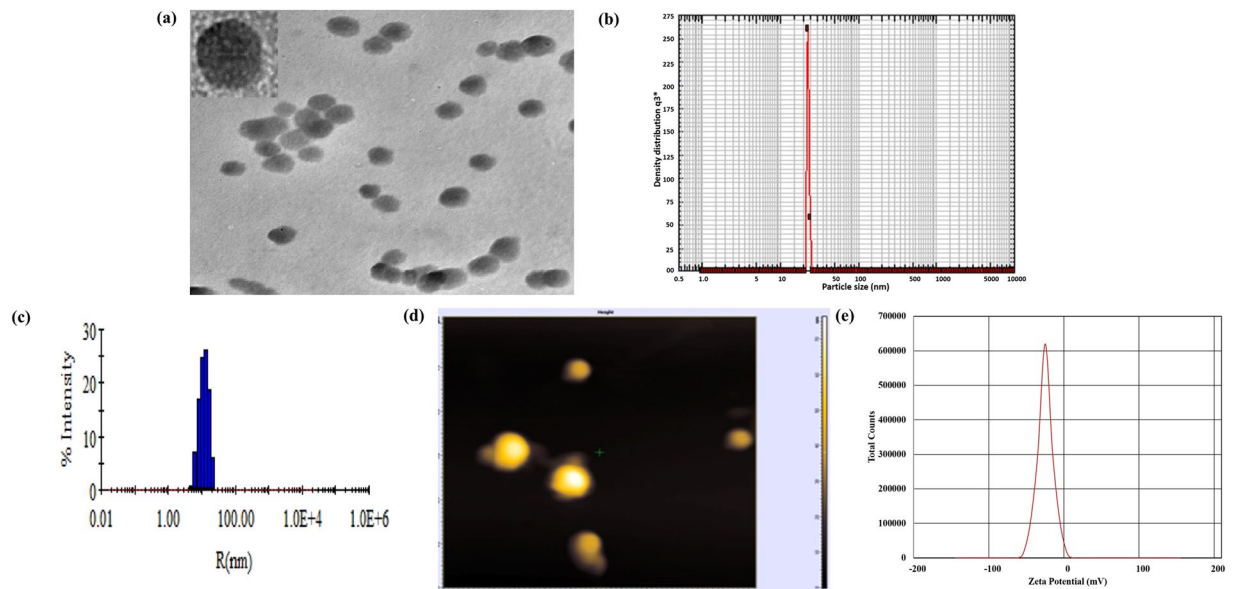 (a)
(b)
275
250
225
200
175
150
125
100
75
50
25
00
Density distribution q3*
0.5 1.0 5 10 50 100 500 1000 5000 10000
Particle size (nm)
(c)
30
20
10
0
% Intensity
0.01 1.00 100.00 1.0E+4 1.0E+6
R(nm)
(d)
Height
(e)
700000
600000
500000
400000
300000
200000
100000
0
Total Counts
-200 -100 0 100 200
Zeta Potential (mV)